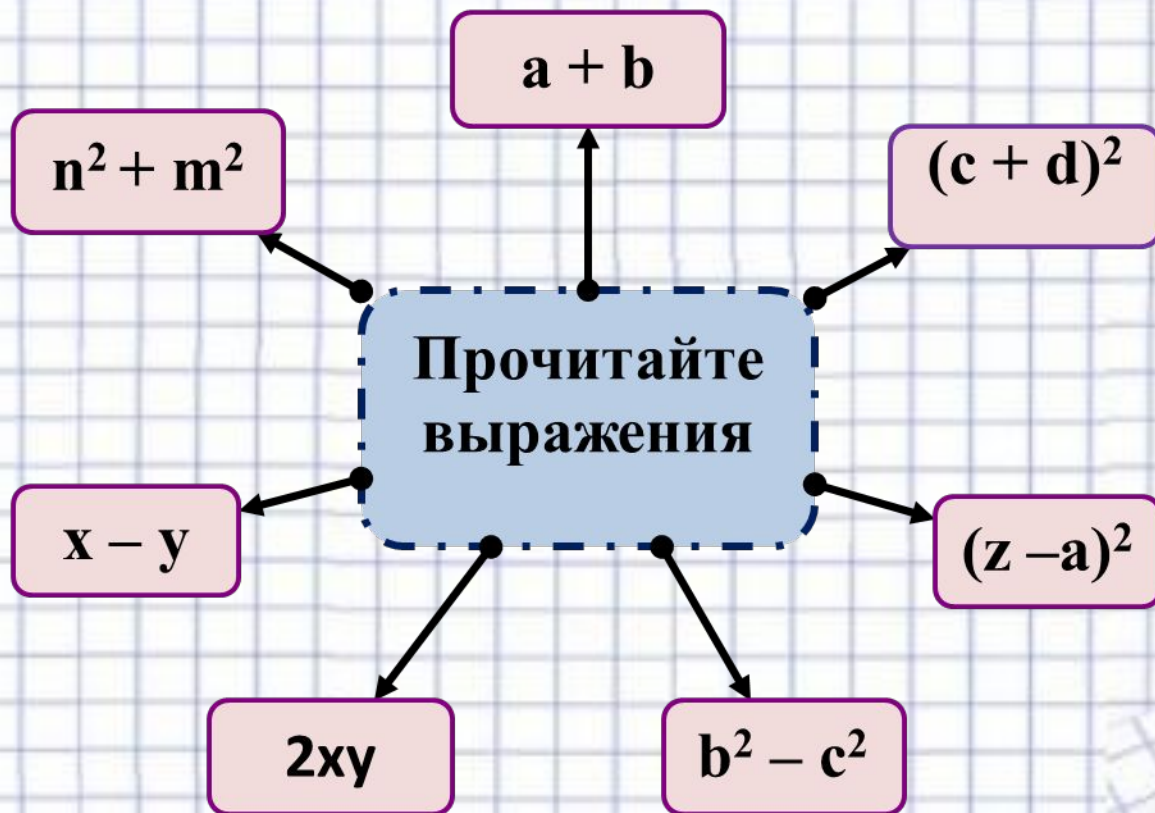 a + b
n² + m²
(c + d)²
Прочитайте
выражения
x – y
(z –a)²
2xy
b² – c²